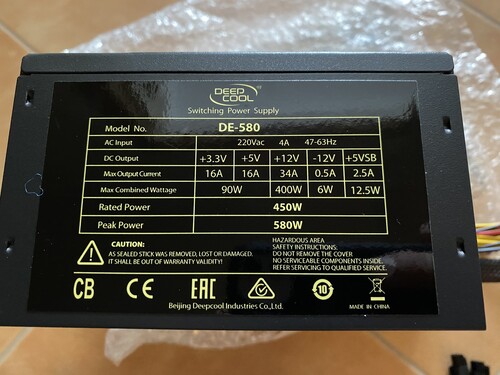 DEEP
COOL
®
Switching Power Supply
Model No. DE-580
AC Input 220Vac 4A 47-63Hz
DC Output +3.3V +5V +12V -12V +5VSB
Max Output Current 16A 16A 34A 0.5A 2.5A
Max Combined Wattage 90W 400W 6W 12.5W
Rated Power 450W
Peak Power 580W
CAUTION:
AS SEALED STICK WAS REMOVED, LOST OR DAMAGED.
IT SHALL BE OUT OF WARRANTY VALIDITY!
HAZARDOUS AREA
SAFETY INSTRUCTIONS.
DO NOT REMOVE THE COVER
NO SERVICEABLE COMPONENTS INSIDE.
REFER SERVICING TO QUALIFIED SERVICE.
CB CE EAC 10
Beijing Deepcool Industries Co.,Ltd.
MADE IN CHINA